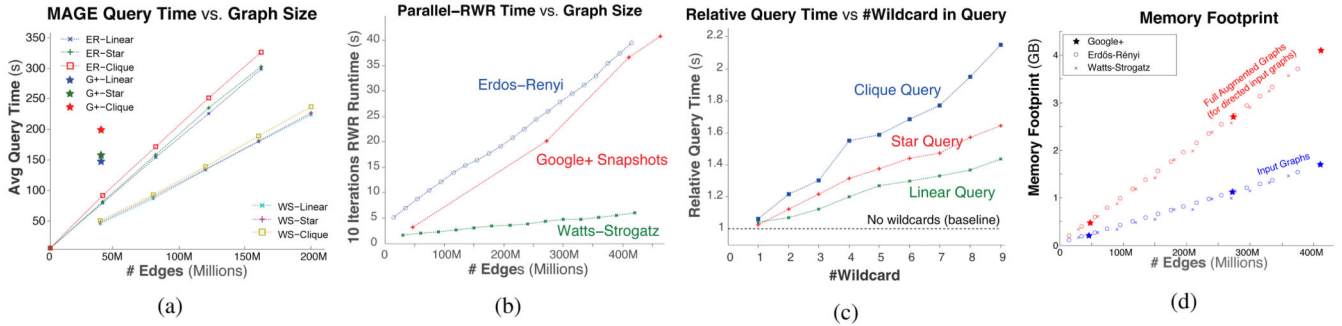 MAGE Query Time vs. Graph Size
Avg Query Time (s)
350
300
250
200
150
100
50
ER-Linear
ER-Star
ER-Clique
G+-Linear
G+-Star
G+-Clique
WS-Linear
WS-Star
WS-Clique
0 50M 100M 150M 200M
# Edges (Millions)
(a)
Parallel-RWR Time vs. Graph Size
10 Iterations RWR Runtime (s)
40
35
30
25
20
15
10
5
0
Erdos-Renyi
Google+ Snapshots
Watts-Strogatz
0 100M 200M 300M 400M
# Edges (Millions)
(b)
Relative Query Time vs #Wildcard in Query
Relative Query Time (s)
2.2
2
1.8
1.6
1.4
1.2
1
Clique Query
Star Query
Linear Query
No wildcards (baseline)
1 2 3 4 5 6 7 8 9
#Wildcard
(c)
Memory Footprint
Memory Footprint (GB)
4
3
2
1
0
Google+
Erdős-Rényi
Watts-Strogatz
Full Augmented Graphs
(for directed input graphs)
Input Graphs
100M 200M 300M 400M
# Edges (Millions)
(d)